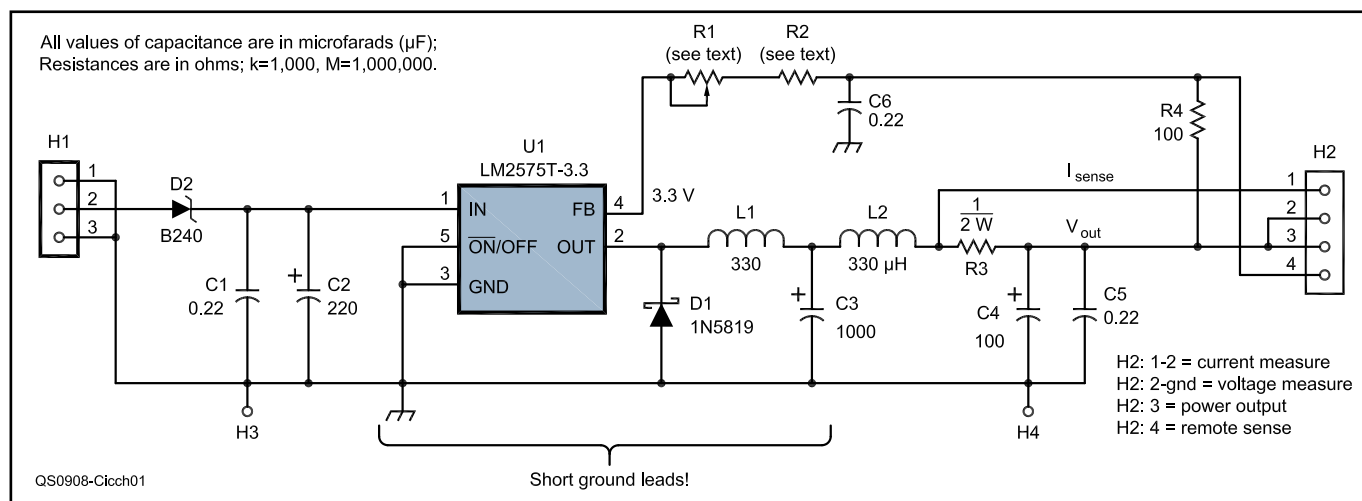 All values of capacitance are in microfarads (µF);
Resistances are in ohms; k=1,000, M=1,000,000.
R1
(see text)
R2
(see text)
C6
0.22
R4
100
H1
1
2
3
D2
B240
C1
0.22
+
C2
220
U1
LM2575T-3.3
1
IN
5
ON/OFF
3
GND
FB
4
OUT
2
3.3 V
D1
1N5819
L1
330
L2
330 µH
+
C3
1000
I sense
1
2 W
R3
V out
+
C4
100
C5
0.22
H2
1
2
3
4
H3
H4
H2: 1-2 = current measure
H2: 2-gnd = voltage measure
H2: 3 = power output
H2: 4 = remote sense
Short ground leads!
QS0908-Cicch01